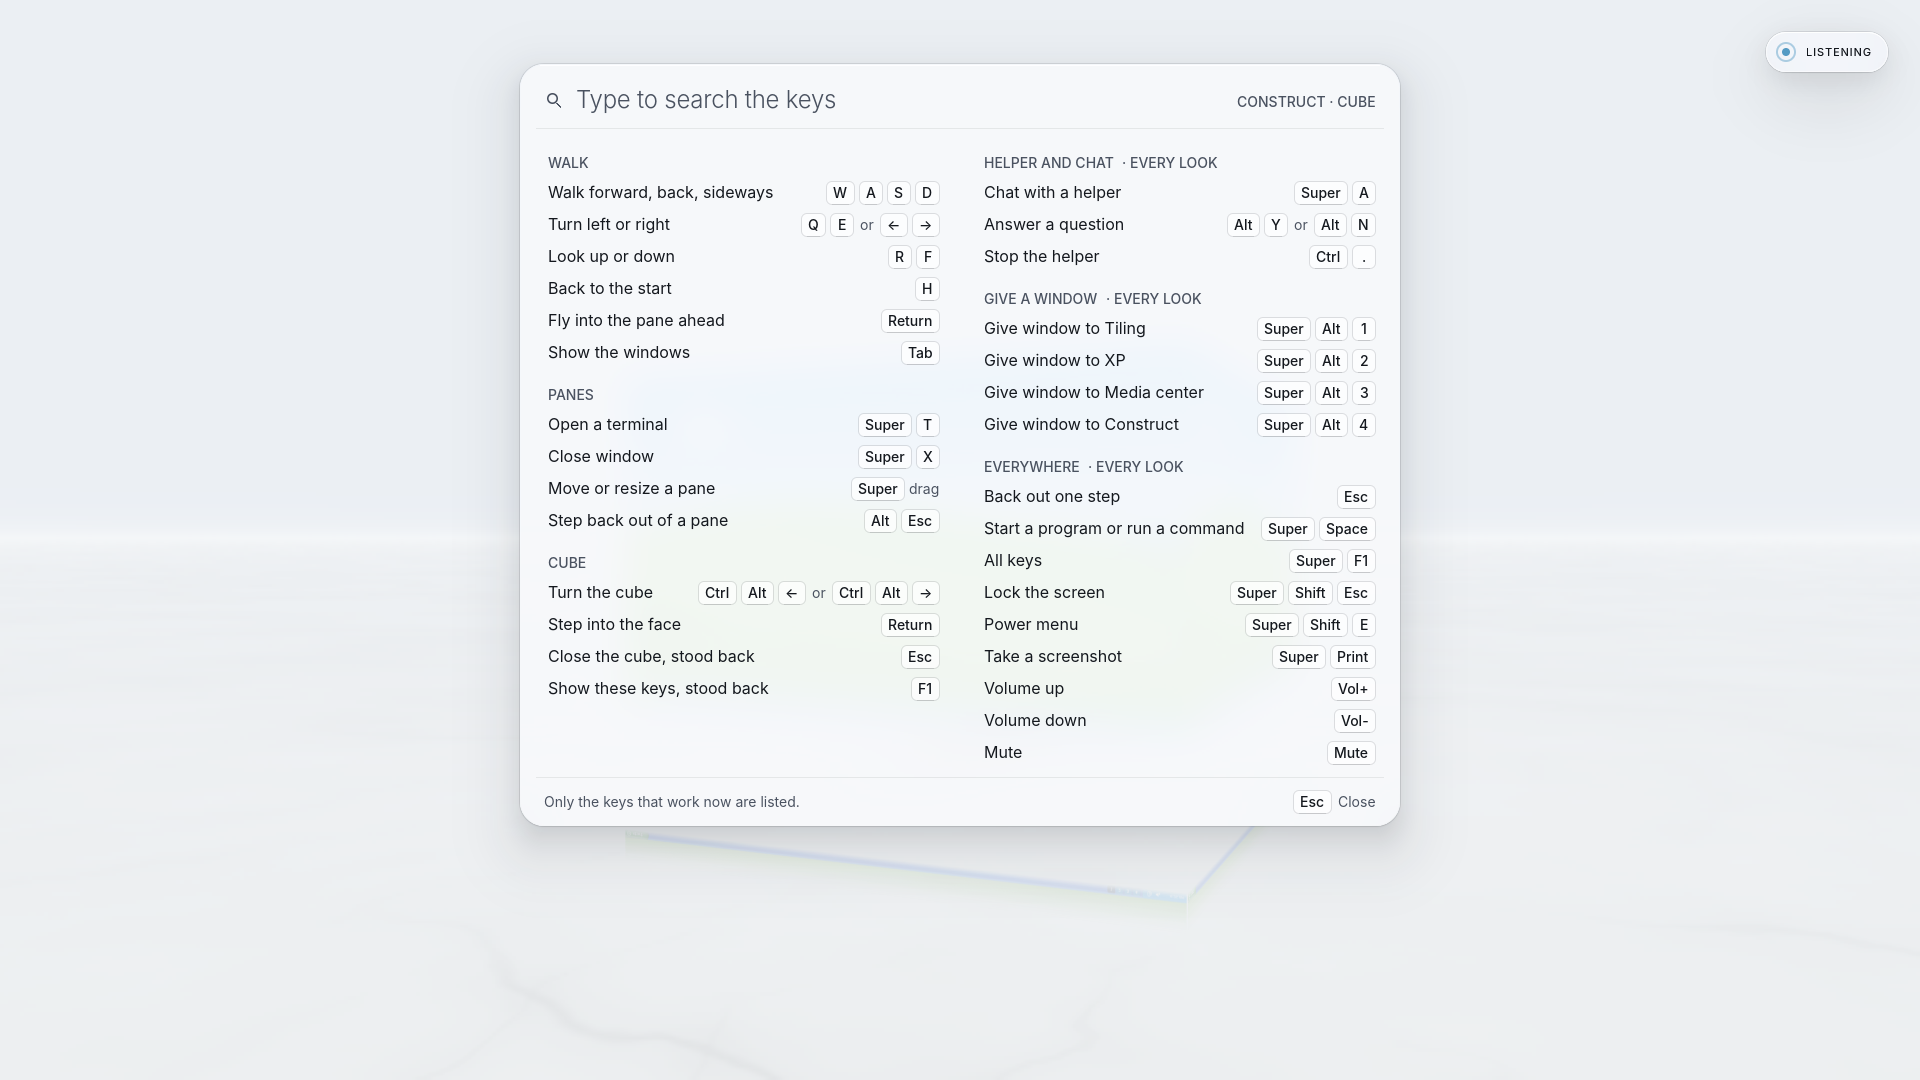 Type to search the keys
CONSTRUCT · CUBE
LISTENING
WALK
Walk forward, back, sideways W A S D
Turn left or right Q E or ← →
Look up or down R F
Back to the start H
Fly into the pane ahead Return
Show the windows Tab
PANES
Open a terminal Super T
Close window Super X
Move or resize a pane Super drag
Step back out of a pane Alt Esc
CUBE
Turn the cube Ctrl Alt ← or Ctrl Alt →
Step into the face Return
Close the cube, stood back Esc
Show these keys, stood back F1
HELPER AND CHAT · EVERY LOOK
Chat with a helper Super A
Answer a question Alt Y or Alt N
Stop the helper Ctrl .
GIVE A WINDOW · EVERY LOOK
Give window to Tiling Super Alt 1
Give window to XP Super Alt 2
Give window to Media center Super Alt 3
Give window to Construct Super Alt 4
EVERYWHERE · EVERY LOOK
Back out one step Esc
Start a program or run a command Super Space
All keys Super F1
Lock the screen Super Shift Esc
Power menu Super Shift E
Take a screenshot Super Print
Volume up Vol+
Volume down Vol-
Mute Mute
Only the keys that work now are listed.
Esc Close